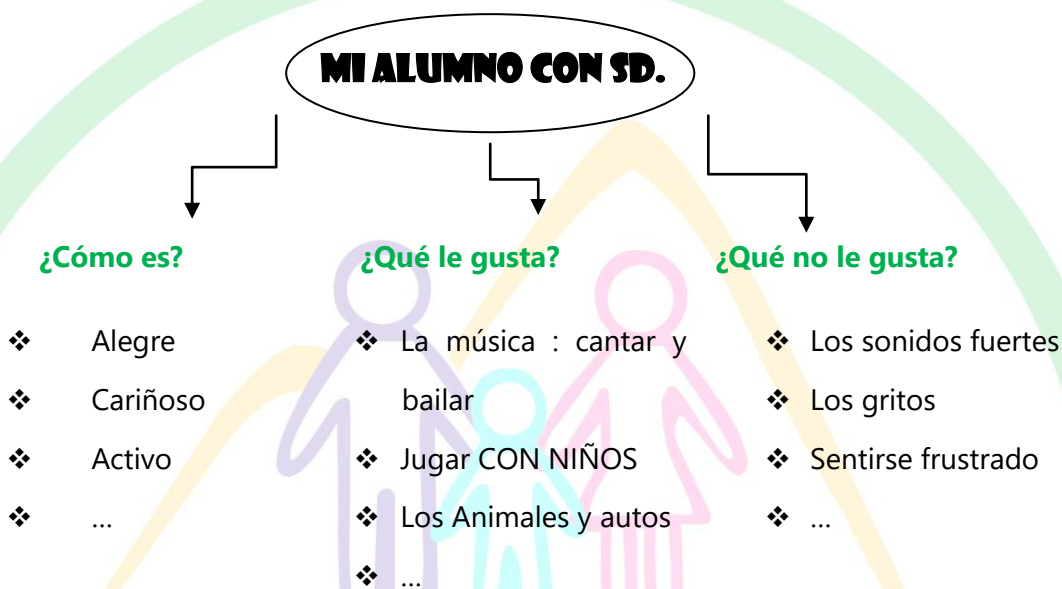 MI ALUMNO CON SD.
¿Cómo es?
❖ Alegre
❖ Cariñoso
❖ Activo
❖ ...
¿Qué le gusta?
❖ La música : cantar y
bailar
❖ Jugar CON NIÑOS
❖ Los Animales y autos
❖ ...
¿Qué no le gusta?
❖ Los sonidos fuertes
❖ Los gritos
❖ Sentirse frustrado
❖ ...